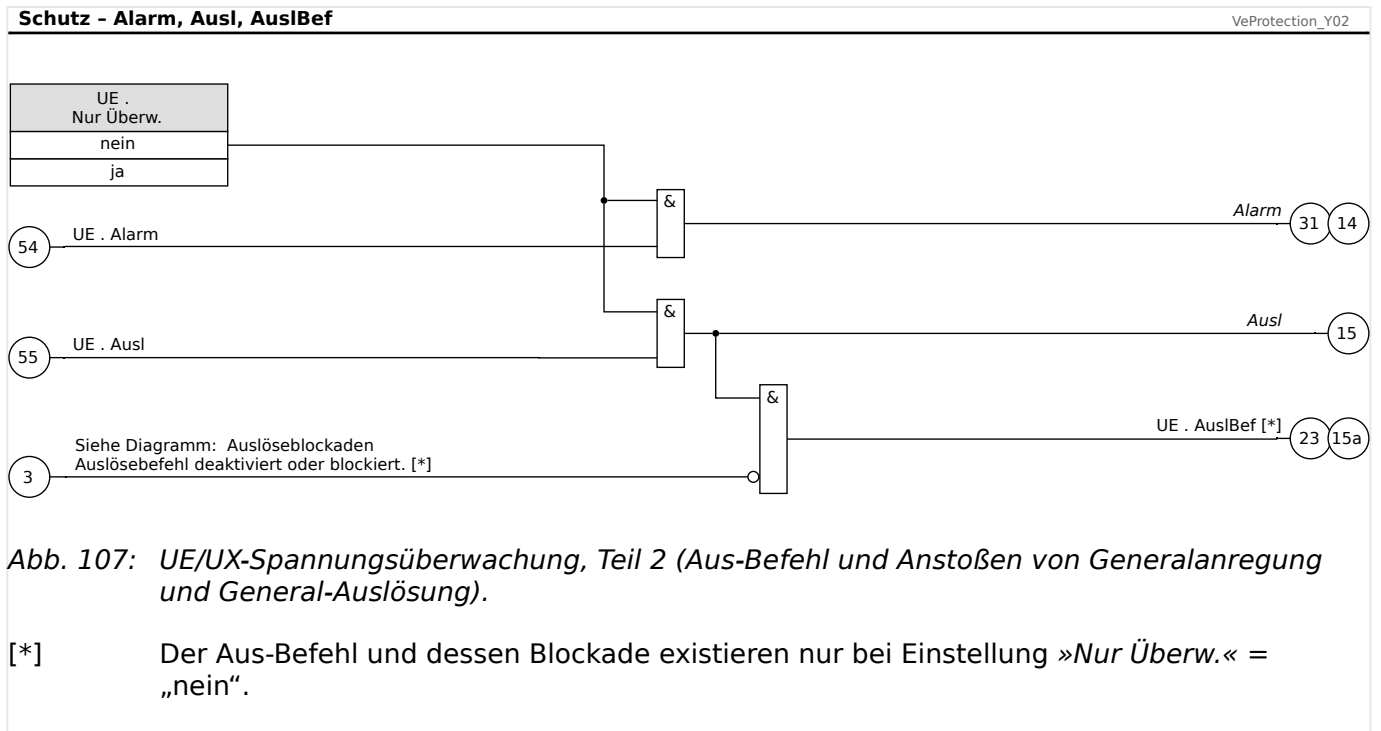 Schutz – Alarm, Ausl, AuslBef
VeProtection_Y02
UE .
Nur Überw.
nein
ja
&
Alarm
31
14
54
UE . Alarm
&
Ausl
15
55
UE . Ausl
&
UE . AuslBef [*]
23
15a
Siehe Diagramm: Auslöseblockaden
3
Auslösebefehl deaktiviert oder blockiert. [*]
Abb. 107: UE/UX-Spannungsüberwachung, Teil 2 (Aus-Befehl und Anstoßen von Generalanregung
und General-Auslösung).
[*] Der Aus-Befehl und dessen Blockade existieren nur bei Einstellung »Nur Überw.« =
„nein“.